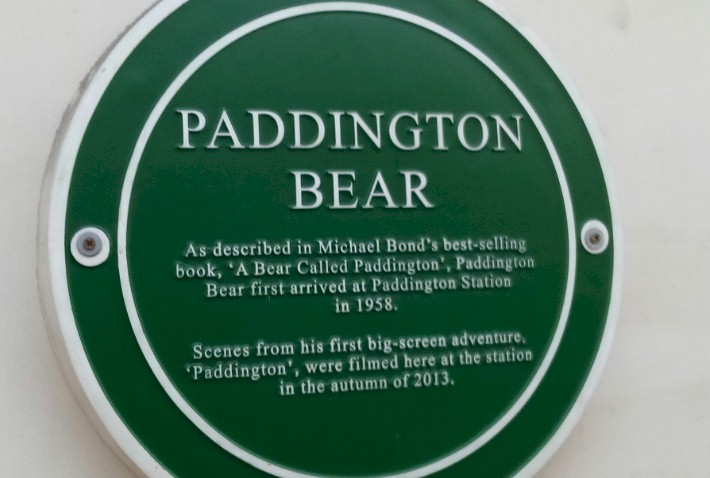 PADDINGTON
BEAR
As described in Michael Bond's best-selling
book, 'A Bear Called Paddington', Paddington
Bear first arrived at Paddington Station
in 1958.
Scenes from his first big-screen adventure.
'Paddington', were filmed here at the station
in the autumn of 2013.